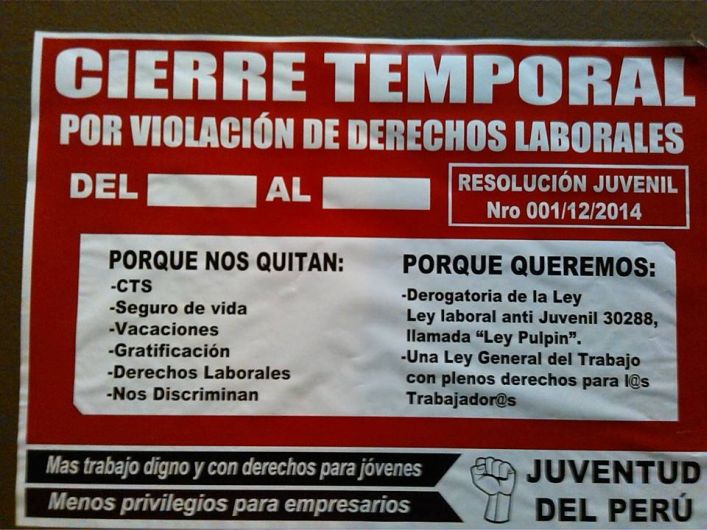 CIERRE TEMPORAL
POR VIOLACIÓN DE DERECHOS LABORALES
DEL AL
RESOLUCIÓN JUVENIL
Nro 001/12/2014
PORQUE NOS QUITAN:
-CTS
-Seguro de vida
-Vacaciones
-Gratificación
-Derechos Laborales
-Nos Discriminan
PORQUE QUEREMOS:
-Derogatoria de la Ley
Ley laboral anti Juvenil 30288,
llamada “Ley Pulpin”.
-Una Ley General del Trabajo
con plenos derechos para l@s
Trabajador@s
Mas trabajo digno y con derechos para jóvenes
Menos privilegios para empresarios
JUVENTUD
DEL PERÚ